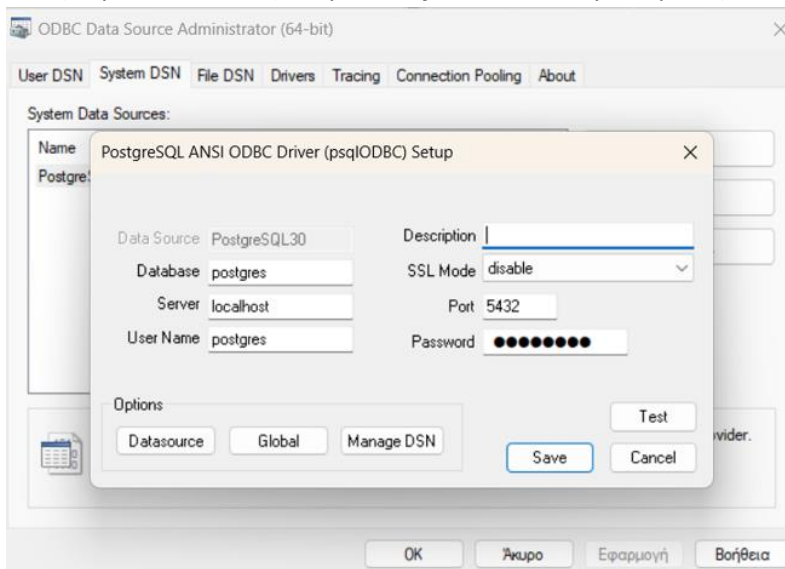 ODBC Data Source Administrator (64-bit)
User DSN System DSN File DSN Drivers Tracing Connection Pooling About
System Data Sources:
Name
PostgreSQL ANSI ODBC Driver (psqlODBC) Setup
Data Source PostgreSQL30 Description
Database postgres SSL Mode disable
Server localhost Port 5432
User Name postgres Password ●●●●●●●●
Options
Datasource Global Manage DSN
Test
Save Cancel
OK Άκυρο Εφαρμογή Βοήθεια